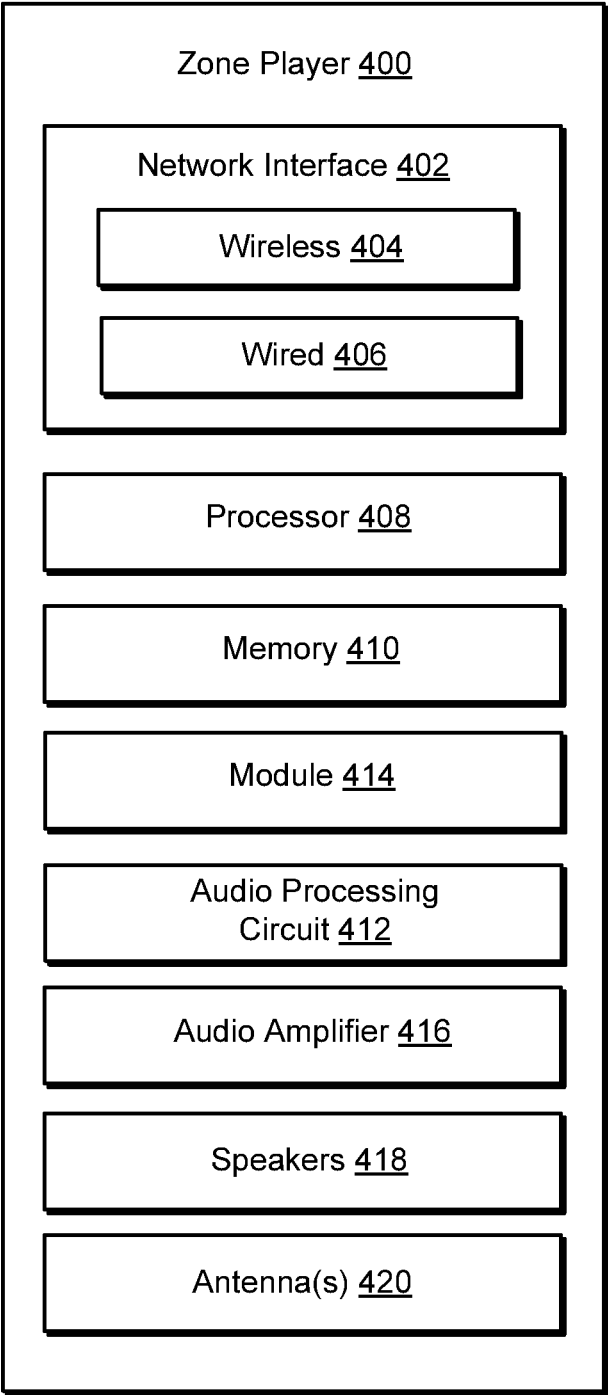 Zone Player 400
Network Interface 402
Wireless 404
Wired 406
Processor 408
Memory 410
Module 414
Audio Processing
Circuit 412
Audio Amplifier 416
Speakers 418
Antenna(s) 420